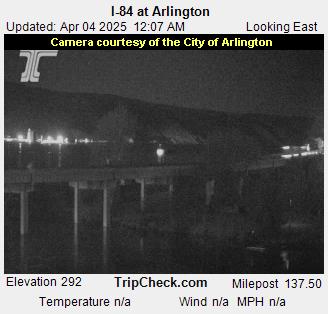 I-84 at Arlington
Updated: Apr 04 2025 12:07 AM Looking East
Camera courtesy of the City of Arlington
Elevation 292 TripCheck.com Milepost 137.50
Temperature n/a Wind n/a MPH n/a